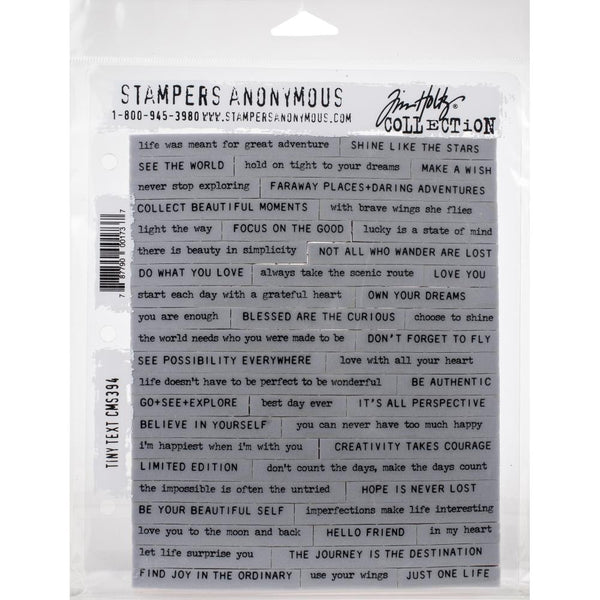 STAMPERS ANONYMOUS
1-800-945-3980 WWW.STAMPERSANONYMOUS.COM
Tim Holtz®
COLLECTION
life was meant for great adventure SHINE LIKE THE STARS
SEE THE WORLD hold on tight to your dreams MAKE A WISH
never stop exploring FARAWAY PLACES+DARING ADVENTURES
COLLECT BEAUTIFUL MOMENTS with brave wings she flies
light the way FOCUS ON THE GOOD lucky is a state of mind
there is beauty in simplicity NOT ALL WHO WANDER ARE LOST
DO WHAT YOU LOVE always take the scenic route LOVE YOU
start each day with a grateful heart OWN YOUR DREAMS
you are enough BLESSED ARE THE CURIOUS choose to shine
the world needs who you were made to be DON'T FORGET TO FLY
SEE POSSIBILITY EVERYWHERE love with all your heart
life doesn't have to be perfect to be wonderful BE AUTHENTIC
GO+SEE+EXPLORE best day ever IT'S ALL PERSPECTIVE
BELIEVE IN YOURSELF you can never have too much happy
i'm happiest when i'm with you CREATIVITY TAKES COURAGE
LIMITED EDITION don't count the days, make the days count
the impossible is often the untried HOPE IS NEVER LOST
BE YOUR BEAUTIFUL SELF imperfections make life interesting
love you to the moon and back HELLO FRIEND in my heart
let life surprise you THE JOURNEY IS THE DESTINATION
FIND JOY IN THE ORDINARY use your wings JUST ONE LIFE
7 87790 00173 7
TINY TEXT CMS394